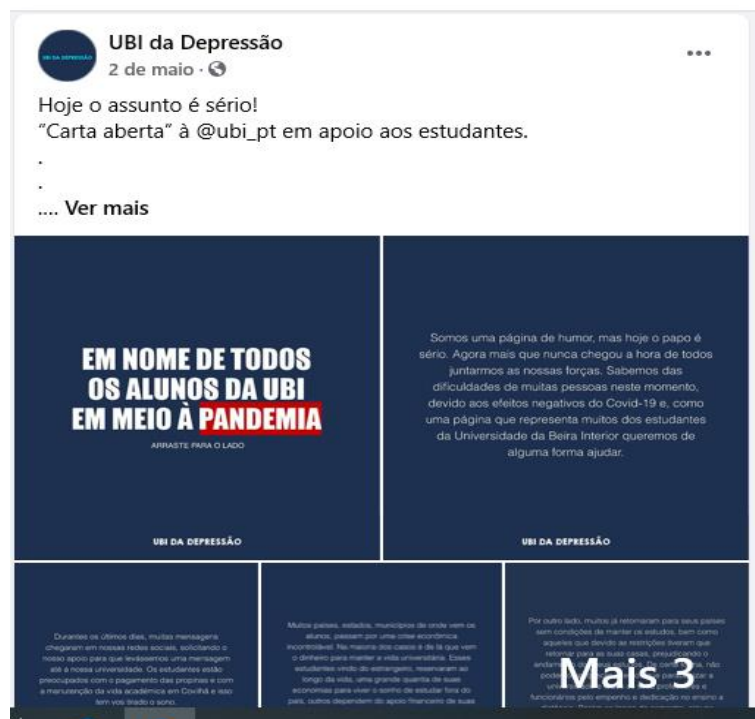 UBI DA DEPRESSÃO
UBI da Depressão
2 de maio ·
Hoje o assunto é sério!
"Carta aberta" à @ubi_pt em apoio aos estudantes.
.
.
.... Ver mais
EM NOME DE TODOS
OS ALUNOS DA UBI
EM MEIO À PANDEMIA
ARRASTE PARA O LADO
UBI DA DEPRESSÃO
Somos uma página de humor, mas hoje o papo é
sério. Agora mais que nunca chegou a hora de todos
juntarmos as nossas forças. Sabemos das
dificuldades de muitas pessoas neste momento,
devido aos efeitos negativos do Covid-19 e, como
uma página que representa muitos dos estudantes
da Universidade da Beira Interior queremos de
alguma forma ajudar.
UBI DA DEPRESSÃO
Durantes os últimos dias, muitas mensagens
chegaram em nossas redes sociais, solicitando o
nosso apoio para que levássemos uma mensagem
até a nossa universidade. Os estudantes estão
preocupados com o pagamento das propinas e com
a manutenção da vida académica em Covilhã e isso
tem vos tirado o sono.
Muitos países, estados, municípios de onde vem os
alunos, passam por uma crise econômica
incontrolável. Na maioria dos casos é de lá que vem
o dinheiro para manter a vida universitária. Esses
estudantes vindo do estrangeiro, reservaram ao
longo da vida, uma grande quantia de suas
economias para viver o sonho de estudar fora do
país, outros dependem do apoio financeiro de suas
Por outro lado, muitos já retornaram para seus países
sem condições de manter os estudos, bem como
aqueles que devido as restrições tiveram que
retornar para as suas casas, prejudicando o
Mais 3
funcionários pelo empenho e dedicação no ensino a